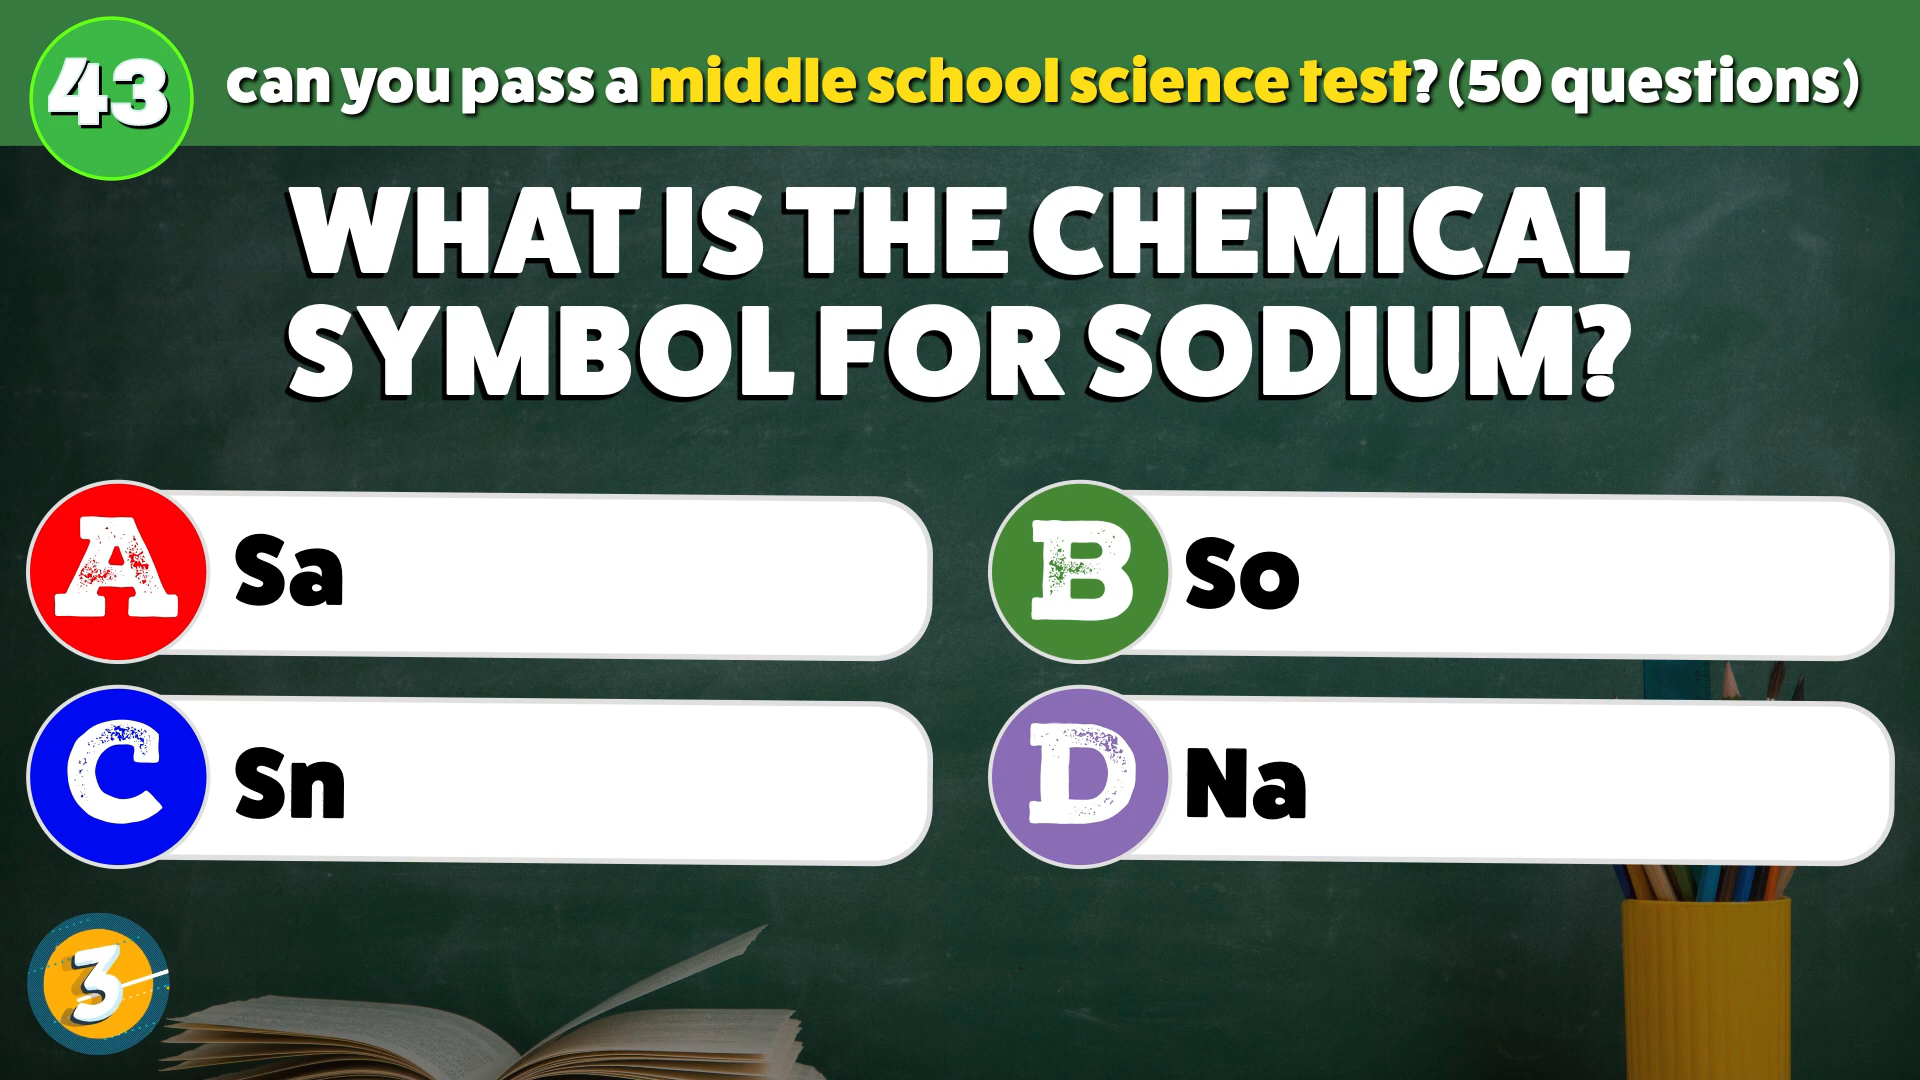 43
can you pass a middle school science test? (50 questions)
WHAT IS THE CHEMICAL
SYMBOL FOR SODIUM?
A Sa
B So
C Sn
D Na
3